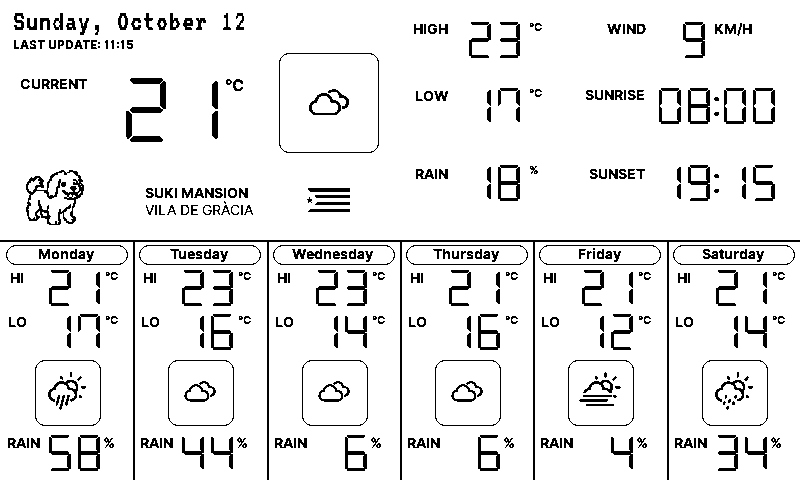 Sunday, October 12
LAST UPDATE: 11:15
CURRENT 21 °C
HIGH 23 °C
WIND 9 KM/H
LOW 17 °C
SUNRISE 08:00
RAIN 18 %
SUNSET 19:15
SUKI MANSION
VILA DE GRÀCIA
Monday
HI 21 °C
LO 17 °C
RAIN 58 %
Tuesday
HI 23 °C
LO 16 °C
RAIN 44 %
Wednesday
HI 23 °C
LO 14 °C
RAIN 6 %
Thursday
HI 21 °C
LO 16 °C
RAIN 6 %
Friday
HI 21 °C
LO 12 °C
RAIN 4 %
Saturday
HI 21 °C
LO 14 °C
RAIN 34 %